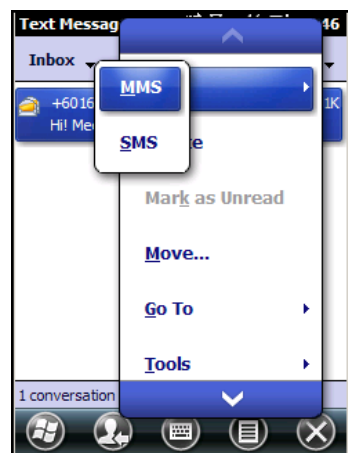 Text Messag
46
Inbox
+6016
1K
Hi! Me
MMS
SMS
te
Mark as Unread
Move...
Go To
Tools
1 conversation